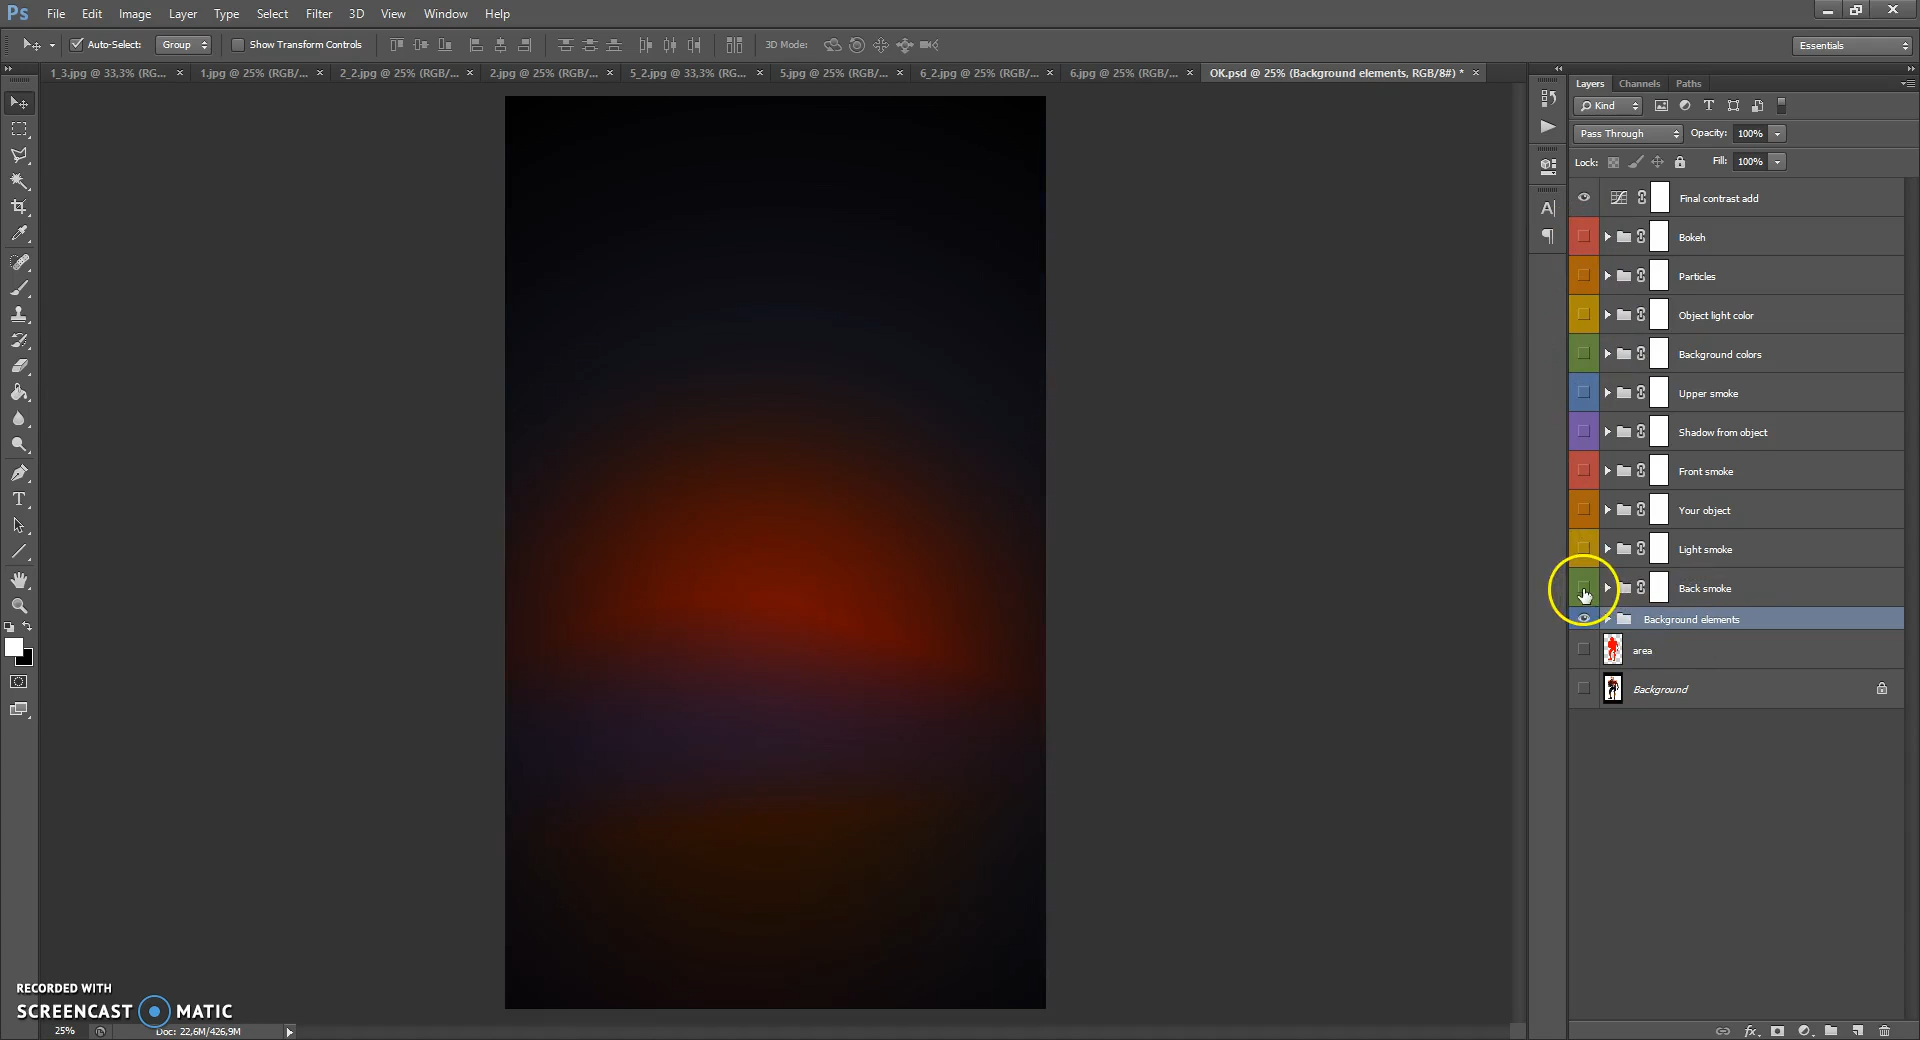 Ps File Edit Image Layer Type Select Filter 3D View Window Help
Auto-Select: Group Show Transform Controls 3D Mode: Essentials
1_3.jpg @ 33,3% (RG... × 1.jpg @ 25% (RGB/... × 2_2.jpg @ 25% (RGB/... × 2.jpg @ 25% (RGB/... × 5_2.jpg @ 33,3% (RG... × 5.jpg @ 25% (RGB/... × 6_2.jpg @ 25% (RGB/... × 6.jpg @ 25% (RGB/... × OK.psd @ 25% (Background elements, RGB/8#) * ×
Layers Channels Paths
Kind
Pass Through Opacity: 100%
Lock: Fill: 100%
Final contrast add
Bokeh
Particles
Object light color
Background colors
Upper smoke
Shadow from object
Front smoke
Your object
Light smoke
Back smoke
Background elements
area
Background
RECORDED WITH
SCREENCAST MATIC
25% Doc: 22,6M/426,9M